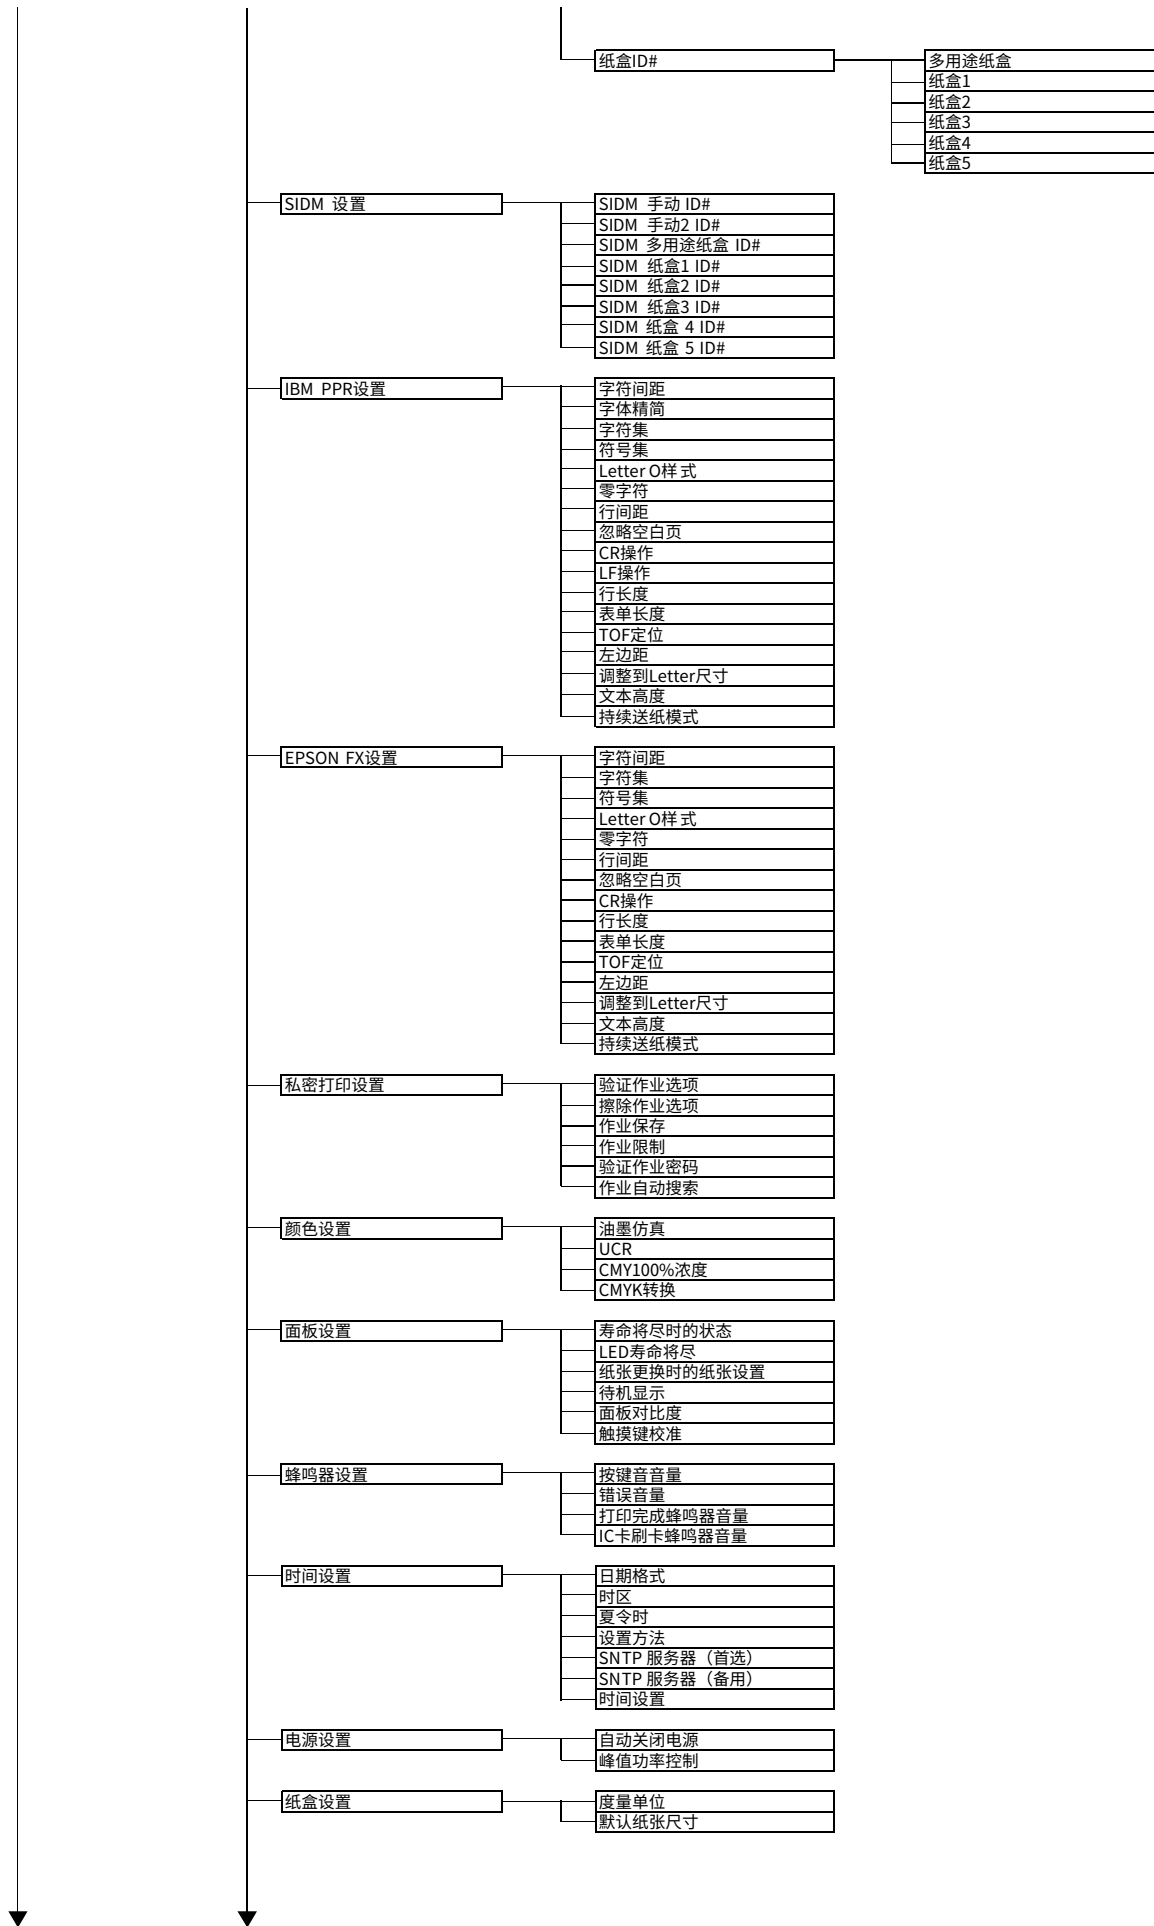 纸盒ID#
多用途纸盒
纸盒1
纸盒2
纸盒3
纸盒4
纸盒5
SIDM 设置
SIDM 手动 ID#
SIDM 手动2 ID#
SIDM 多用途纸盒 ID#
SIDM 纸盒1 ID#
SIDM 纸盒2 ID#
SIDM 纸盒3 ID#
SIDM 纸盒 4 ID#
SIDM 纸盒 5 ID#
IBM PPR设置
字符间距
字体精简
字符集
符号集
Letter O样式
零字符
行间距
忽略空白页
CR操作
LF操作
行长度
表单长度
TOF定位
左边距
调整到Letter尺寸
文本高度
持续送纸模式
EPSON FX设置
字符间距
字符集
符号集
Letter O样式
零字符
行间距
忽略空白页
CR操作
行长度
表单长度
TOF定位
左边距
调整到Letter尺寸
文本高度
持续送纸模式
私密打印设置
验证作业选项
擦除作业选项
作业保存
作业限制
验证作业密码
作业自动搜索
颜色设置
油墨仿真
UCR
CMY100%浓度
CMYK转换
面板设置
寿命将尽时的状态
LED寿命将尽
纸张更换时的纸张设置
待机显示
面板对比度
触摸键校准
蜂鸣器设置
按键音音量
错误音量
打印完成蜂鸣器音量
IC卡刷卡蜂鸣器音量
时间设置
日期格式
时区
夏令时
设置方法
SNTP 服务器（首选）
SNTP 服务器（备用）
时间设置
电源设置
自动关闭电源
峰值功率控制
纸盒设置
度量单位
默认纸张尺寸